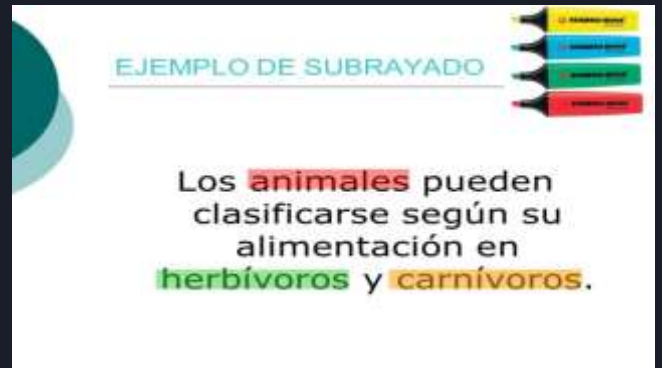 EJEMPLO DE SUBRAYADO
Los animales pueden
clasificarse según su
alimentación en
herbívoros y carnívoros.